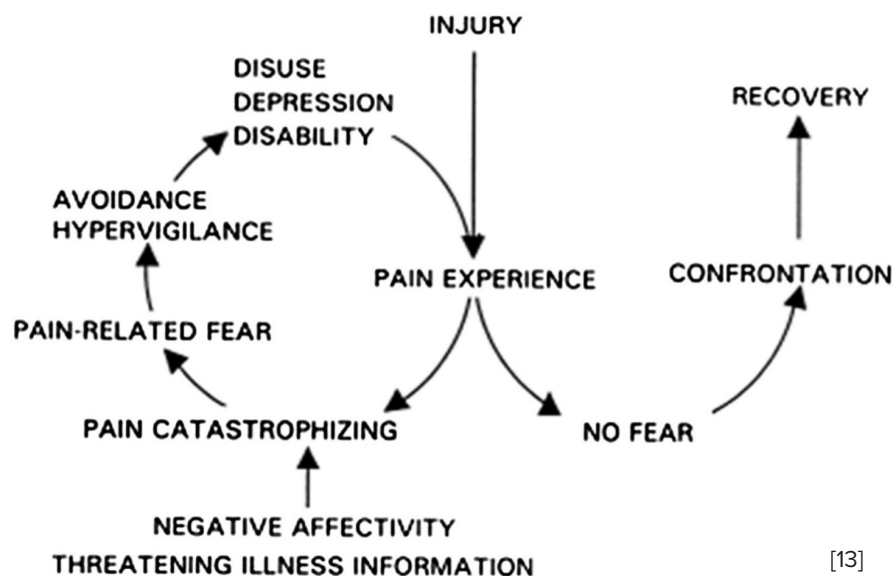 INJURY
DISUSE
DEPRESSION
DISABILITY
RECOVERY
AVOIDANCE
HYPERVIGILANCE
PAIN EXPERIENCE
CONFRONTATION
PAIN-RELATED FEAR
PAIN CATASTROPHIZING
NO FEAR
NEGATIVE AFFECTIVITY
THREATENING ILLNESS INFORMATION
[13]